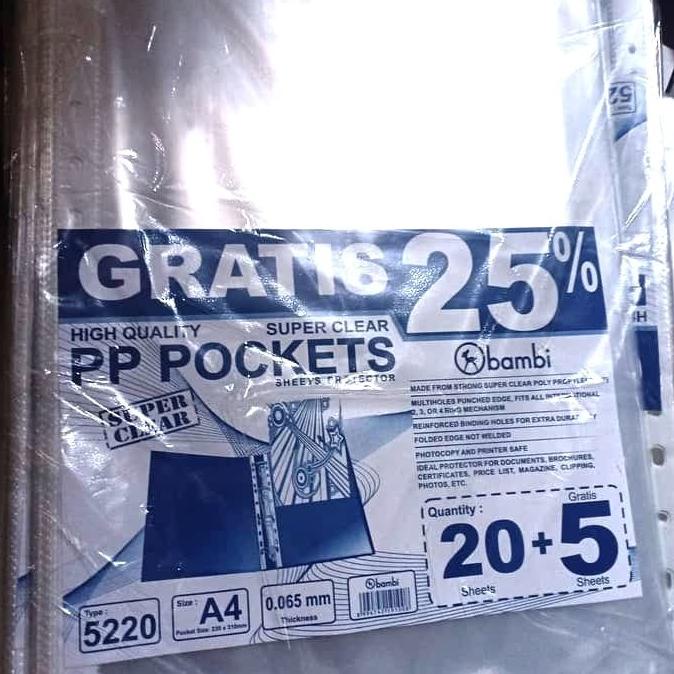 GRATIS 25%
HIGH QUALITY SUPER CLEAR
PP POCKETS
SHEET'S PROTECTOR
SUPER
CLEAR
bambi
MADE FROM STRONG SUPER CLEAR POLY
MULTIHOLES PUNCHED EDGE, FITS ALL INTERNATIONAL
2, 3, OR 4 RING MECHANISM
REINFORCED BINDING HOLES FOR EXTRA
FOLDED EDGE NOT WELDED
PHOTOCOPY AND PRINTER SAFE
IDEAL PROTECTOR FOR DOCUMENTS, BROCHURES,
CERTIFICATES, PRICE LIST, MAGAZINE, CLIPPING,
PHOTOS, ETC.
Quantity :
Gratis
20 + 5
Sheets Sheets
Type :
5220
Size :
A4
Pocket Size:
0.065 mm
Thickness
bambi